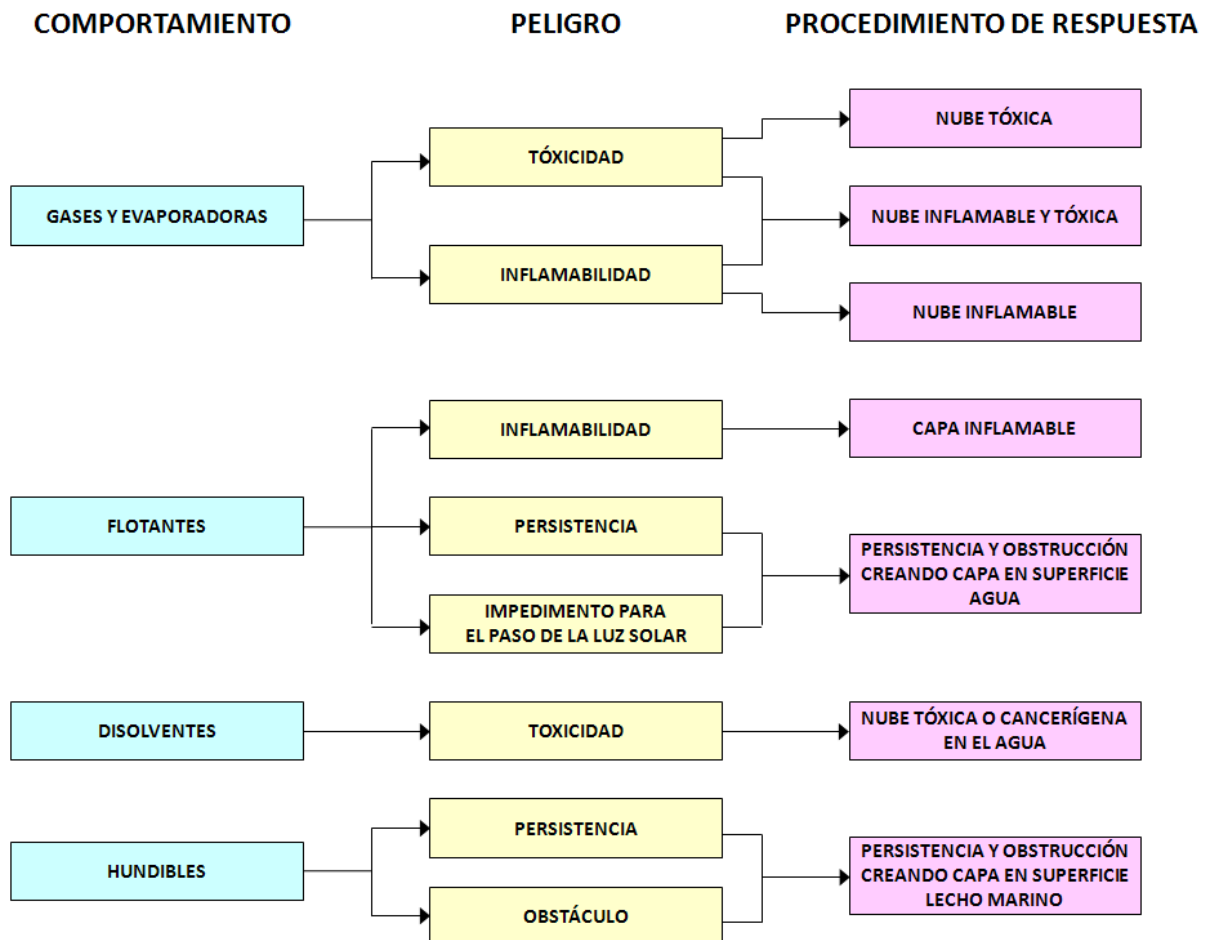 COMPORTAMIENTO
PELIGRO
PROCEDIMIENTO DE RESPUESTA
GASES Y EVAPORADORAS
TÓXICIDAD
INFLAMABILIDAD
NUBE TÓXICA
NUBE INFLAMABLE Y TÓXICA
NUBE INFLAMABLE
FLOTANTES
INFLAMABILIDAD
PERSISTENCIA
IMPEDIMENTO PARA
EL PASO DE LA LUZ SOLAR
CAPA INFLAMABLE
PERSISTENCIA Y OBSTRUCCIÓN
CREANDO CAPA EN SUPERFICIE
AGUA
DISOLVENTES
TOXICIDAD
NUBE TÓXICA O CANCERÍGENA
EN EL AGUA
HUNDIBLES
PERSISTENCIA
OBSTÁCULO
PERSISTENCIA Y OBSTRUCCIÓN
CREANDO CAPA EN SUPERFICIE
LECHO MARINO